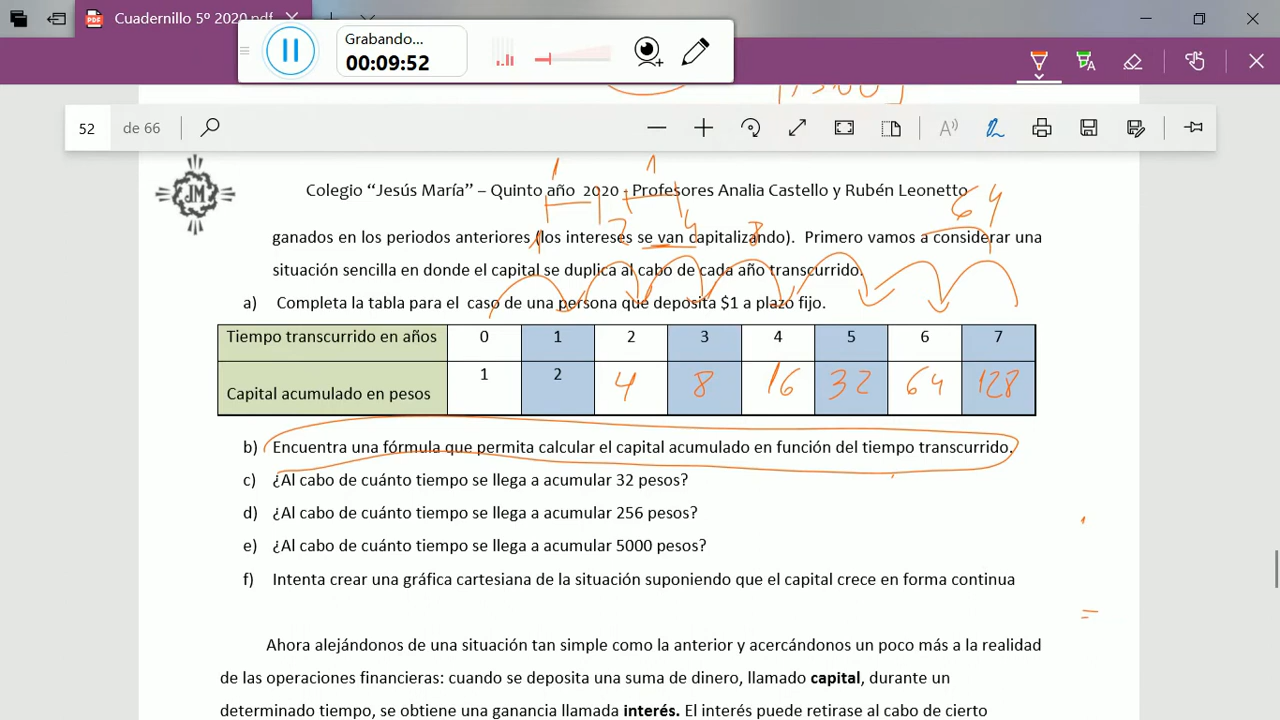 Cuadernillo 5º 2020.pdf
Grabando...
00:09:52
52 de 66
JM
Colegio “Jesús María” – Quinto año 2020 - Profesores Analia Castello y Rubén Leonetto
1 1
64
1 2 4 8
ganados en los periodos anteriores (los intereses se van capitalizando). Primero vamos a considerar una
situación sencilla en donde el capital se duplica al cabo de cada año transcurrido.
a) Completa la tabla para el caso de una persona que deposita $1 a plazo fijo.
Tiempo transcurrido en años 0 1 2 3 4 5 6 7
Capital acumulado en pesos 1 2 4 8 16 32 64 128
b) Encuentra una fórmula que permita calcular el capital acumulado en función del tiempo transcurrido.
c) ¿Al cabo de cuánto tiempo se llega a acumular 32 pesos?
d) ¿Al cabo de cuánto tiempo se llega a acumular 256 pesos?
e) ¿Al cabo de cuánto tiempo se llega a acumular 5000 pesos?
f) Intenta crear una gráfica cartesiana de la situación suponiendo que el capital crece en forma continua
=
Ahora alejándonos de una situación tan simple como la anterior y acercándonos un poco más a la realidad
de las operaciones financieras: cuando se deposita una suma de dinero, llamado capital, durante un
determinado tiempo, se obtiene una ganancia llamada interés. El interés puede retirarse al cabo de cierto